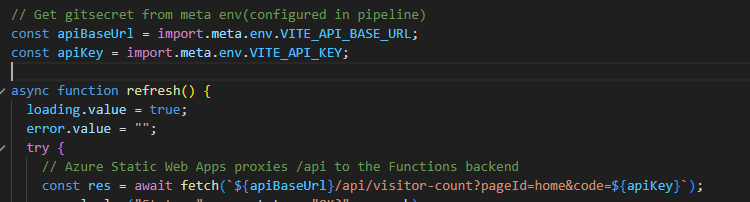 // Get gitsecret from meta env(configured in pipeline)
const apiBaseUrl = import.meta.env.VITE_API_BASE_URL;
const apiKey = import.meta.env.VITE_API_KEY;
async function refresh() {
loading.value = true;
error.value = "";
try {
// Azure Static Web Apps proxies /api to the Functions backend
const res = await fetch(`${apiBaseUrl}/api/visitor-count?pageId=home&code=${apiKey}`);